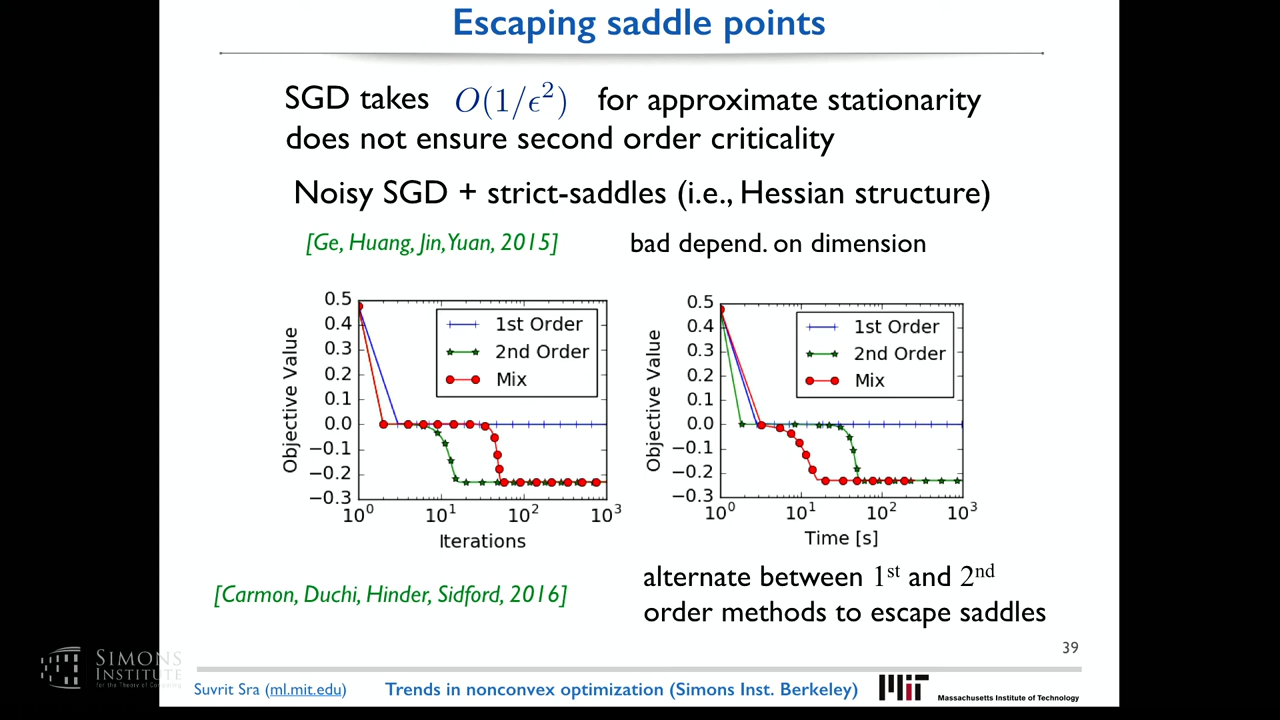 Escaping saddle points
SGD takes O(1/ϵ²) for approximate stationarity
does not ensure second order criticality
Noisy SGD + strict-saddles (i.e., Hessian structure)
[Ge, Huang, Jin, Yuan, 2015] bad depend. on dimension
0.5
0.4
0.3
0.2
0.1
0.0
−0.1
−0.2
−0.3
Objective Value
1st Order
2nd Order
Mix
10⁰ 10¹ 10² 10³
Iterations
0.5
0.4
0.3
0.2
0.1
0.0
−0.1
−0.2
−0.3
Objective Value
1st Order
2nd Order
Mix
10⁰ 10¹ 10² 10³
Time [s]
[Carmon, Duchi, Hinder, Sidford, 2016]
alternate between 1st and 2nd
order methods to escape saddles
39
SIMONS
INSTITUTE
for the Theory of Computing
Suvrit Sra (ml.mit.edu) Trends in nonconvex optimization (Simons Inst. Berkeley)
MIT
Massachusetts Institute of Technology